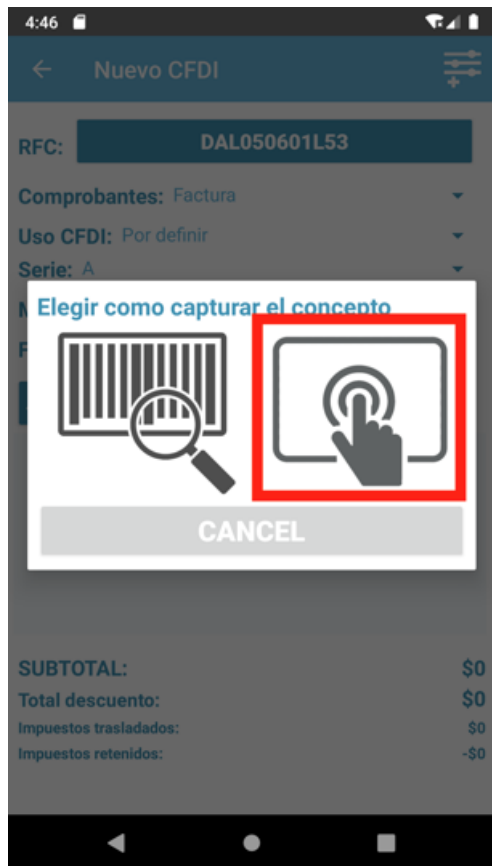 4:46
Nuevo CFDI
RFC: DAL050601L53
Comprobantes: Factura
Uso CFDI: Por definir
Serie: A
Elegir como capturar el concepto
CANCEL
SUBTOTAL: $0
Total descuento: $0
Impuestos trasladados: $0
Impuestos retenidos: -$0